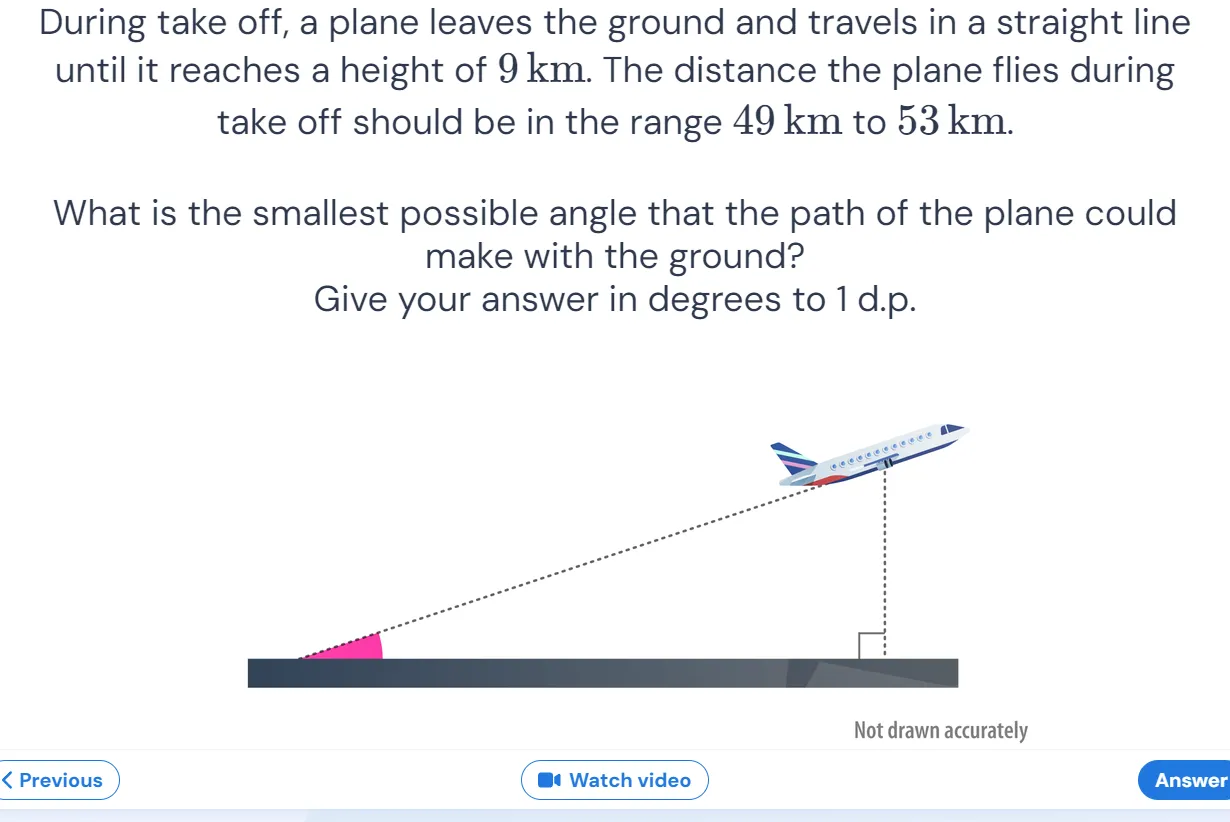 During take off, a plane leaves the ground and travels in a straight line
until it reaches a height of 9 km. The distance the plane flies during
take off should be in the range 49 km to 53 km.
What is the smallest possible angle that the path of the plane could
make with the ground?
Give your answer in degrees to 1 d.p.
Not drawn accurately
Previous
Watch video
Answer